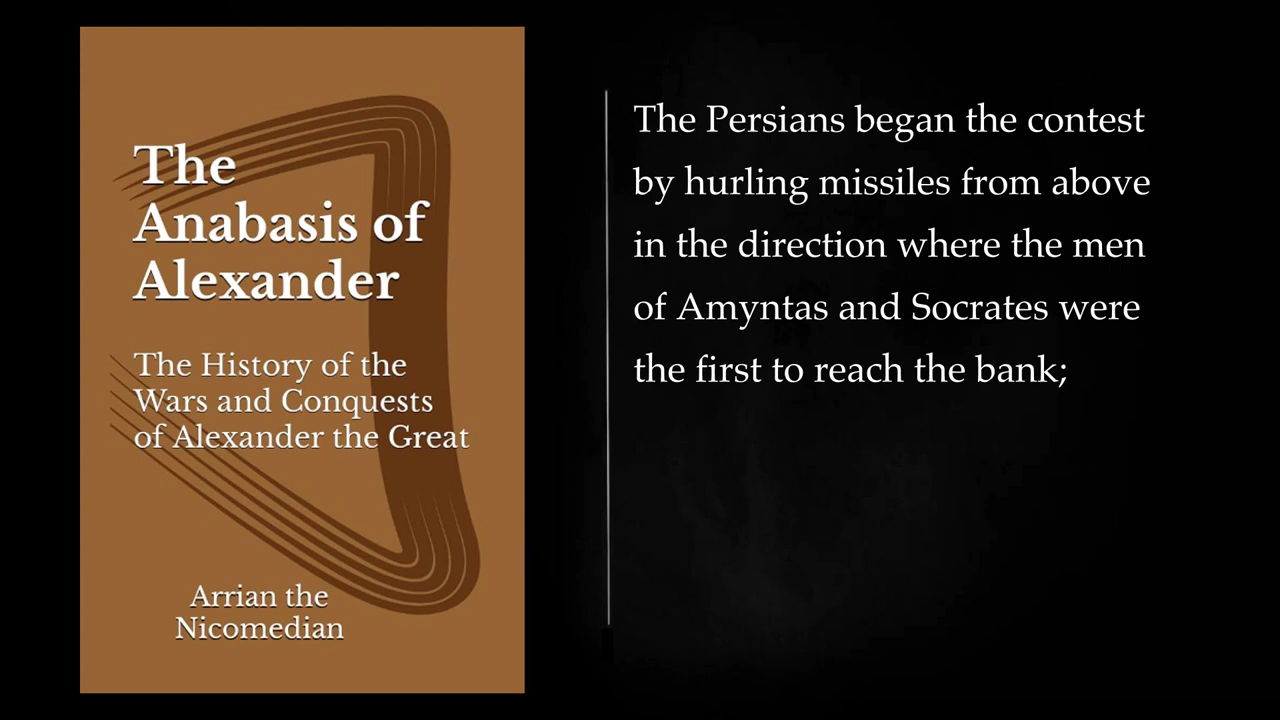 The
Anabasis of
Alexander
The History of the
Wars and Conquests
of Alexander the Great
Arrian the
Nicomedian
The Persians began the contest
by hurling missiles from above
in the direction where the men
of Amyntas and Socrates were
the first to reach the bank;